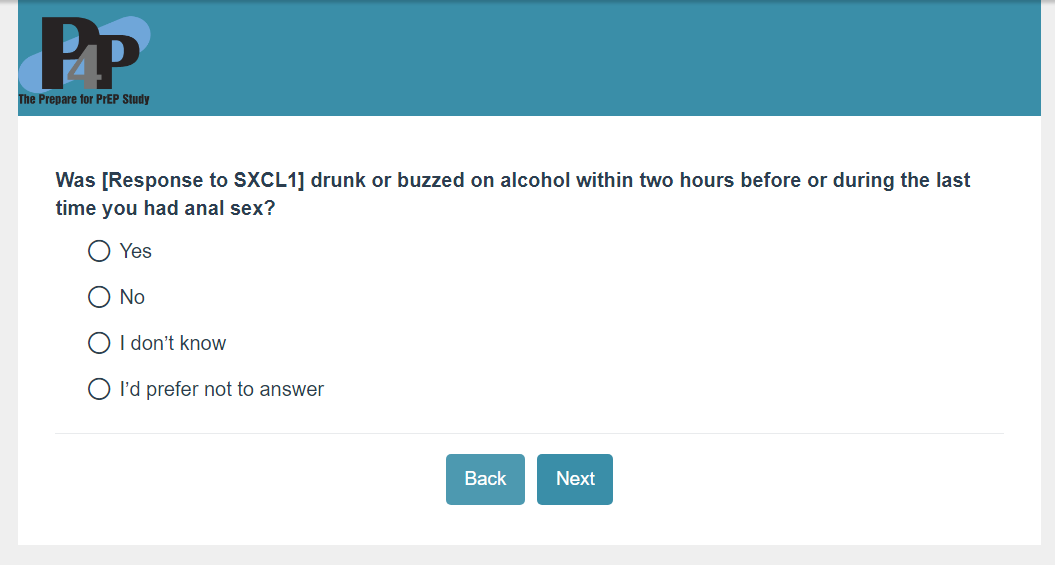 P4P
The Prepare for PrEP Study
Was [Response to SXCL1] drunk or buzzed on alcohol within two hours before or during the last
time you had anal sex?
Yes
No
I don’t know
I’d prefer not to answer
Back Next